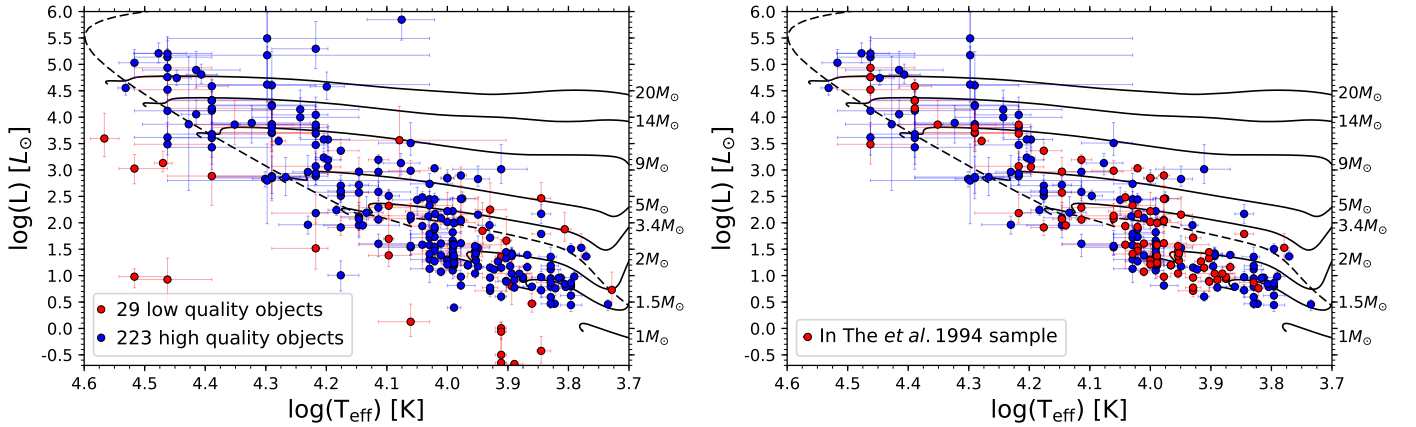 6.0
5.5
5.0
4.5
4.0
3.5
3.0
2.5
2.0
1.5
1.0
0.5
0.0
-0.5
log(L) [L⊙]
20M⊙
14M⊙
9M⊙
5M⊙
3.4M⊙
2M⊙
1.5M⊙
1M⊙
29 low quality objects
223 high quality objects
4.6 4.5 4.4 4.3 4.2 4.1 4.0 3.9 3.8 3.7
log(Teff) [K]
6.0
5.5
5.0
4.5
4.0
3.5
3.0
2.5
2.0
1.5
1.0
0.5
0.0
-0.5
log(L) [L⊙]
20M⊙
14M⊙
9M⊙
5M⊙
3.4M⊙
2M⊙
1.5M⊙
1M⊙
In The et al. 1994 sample
4.6 4.5 4.4 4.3 4.2 4.1 4.0 3.9 3.8 3.7
log(Teff) [K]